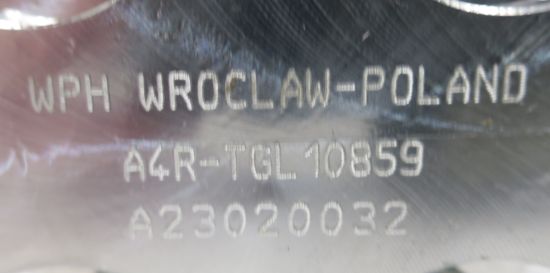 WPH WROCLAW-POLAND
A4R-TGL10859
A23020032